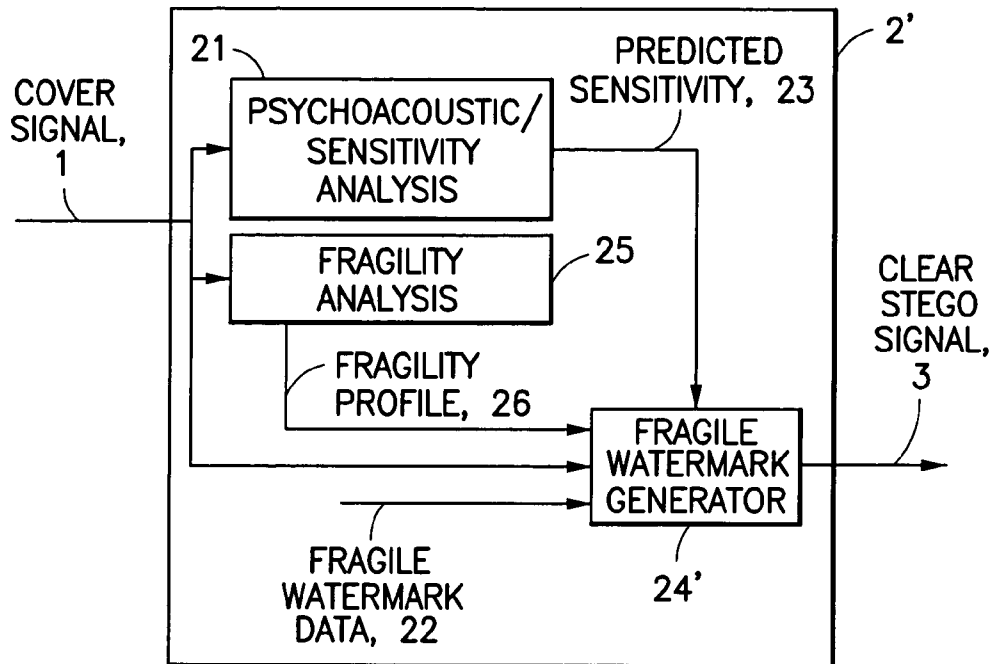 COVER
SIGNAL,
1
21
PSYCHOACOUSTIC/
SENSITIVITY
ANALYSIS
PREDICTED
SENSITIVITY, 23
2'
FRAGILITY
ANALYSIS
25
FRAGILITY
PROFILE, 26
FRAGILE
WATERMARK
GENERATOR
24'
CLEAR
STEGO
SIGNAL,
3
FRAGILE
WATERMARK
DATA, 22